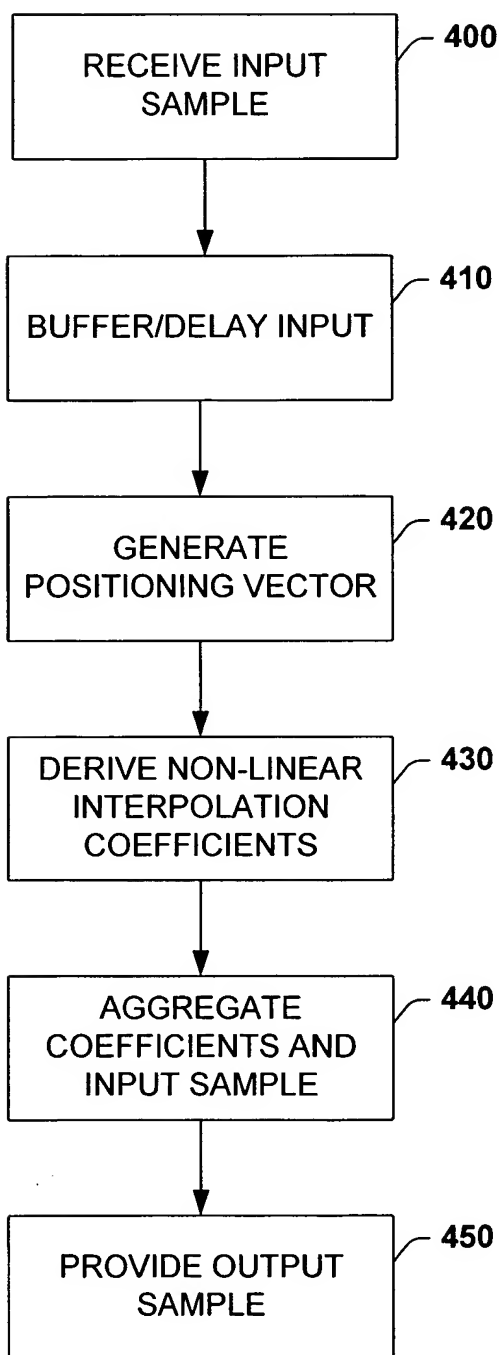 400
RECEIVE INPUT
SAMPLE
410
BUFFER/DELAY INPUT
420
GENERATE
POSITIONING VECTOR
430
DERIVE NON-LINEAR
INTERPOLATION
COEFFICIENTS
440
AGGREGATE
COEFFICIENTS AND
INPUT SAMPLE
450
PROVIDE OUTPUT
SAMPLE